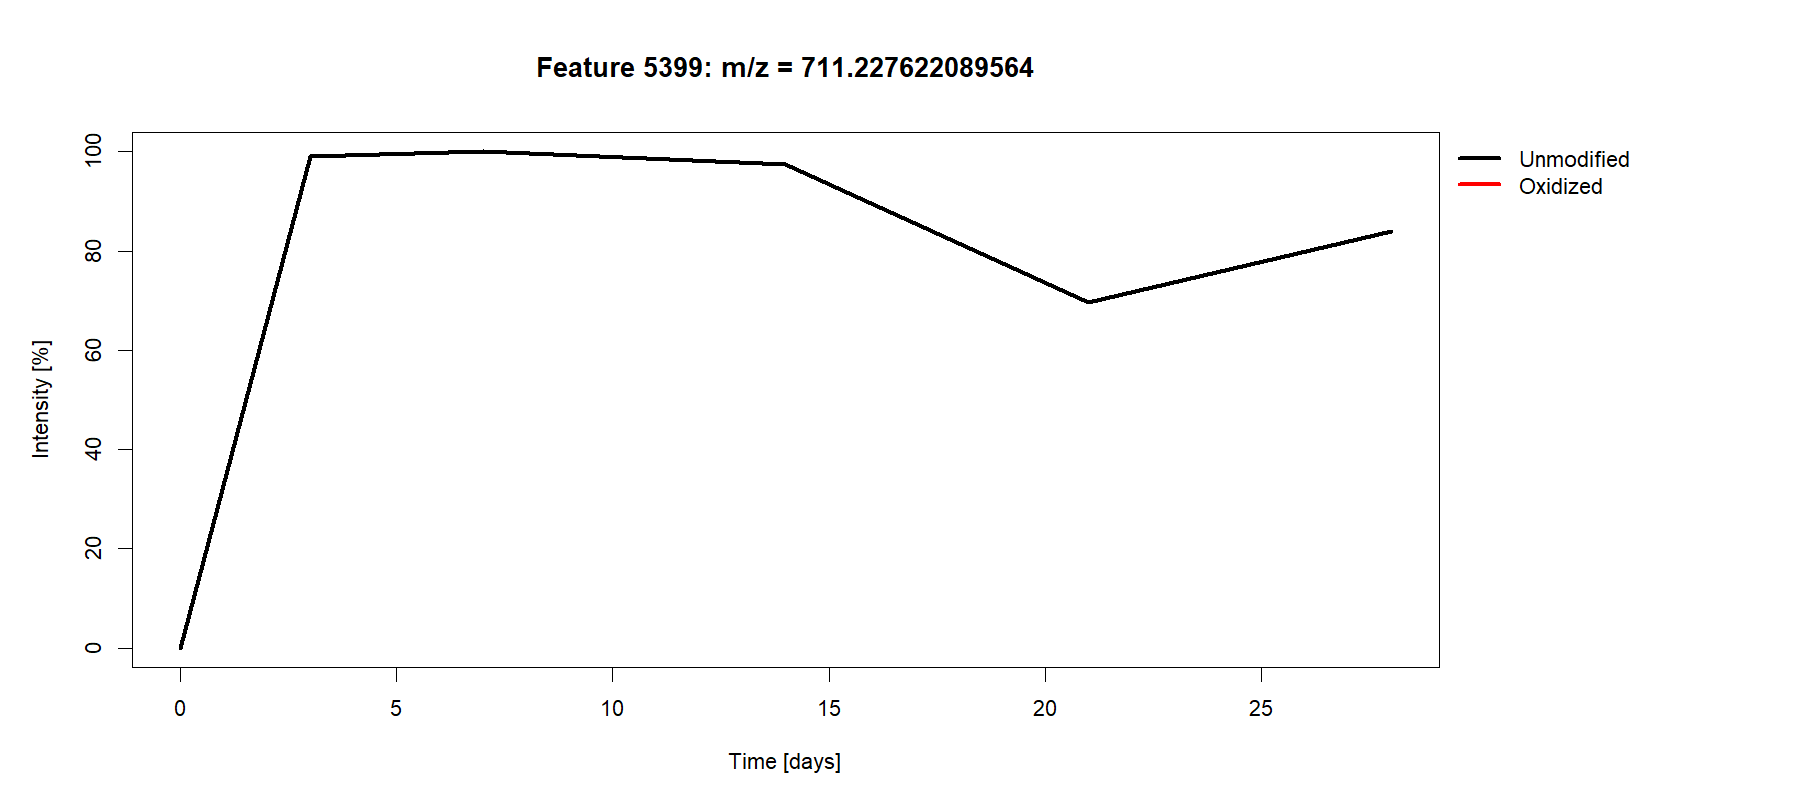 Feature 5399: m/z = 711.227622089564
Unmodified
Oxidized
100
80
60
40
20
0
Intensity [%]
0 5 10 15 20 25
Time [days]